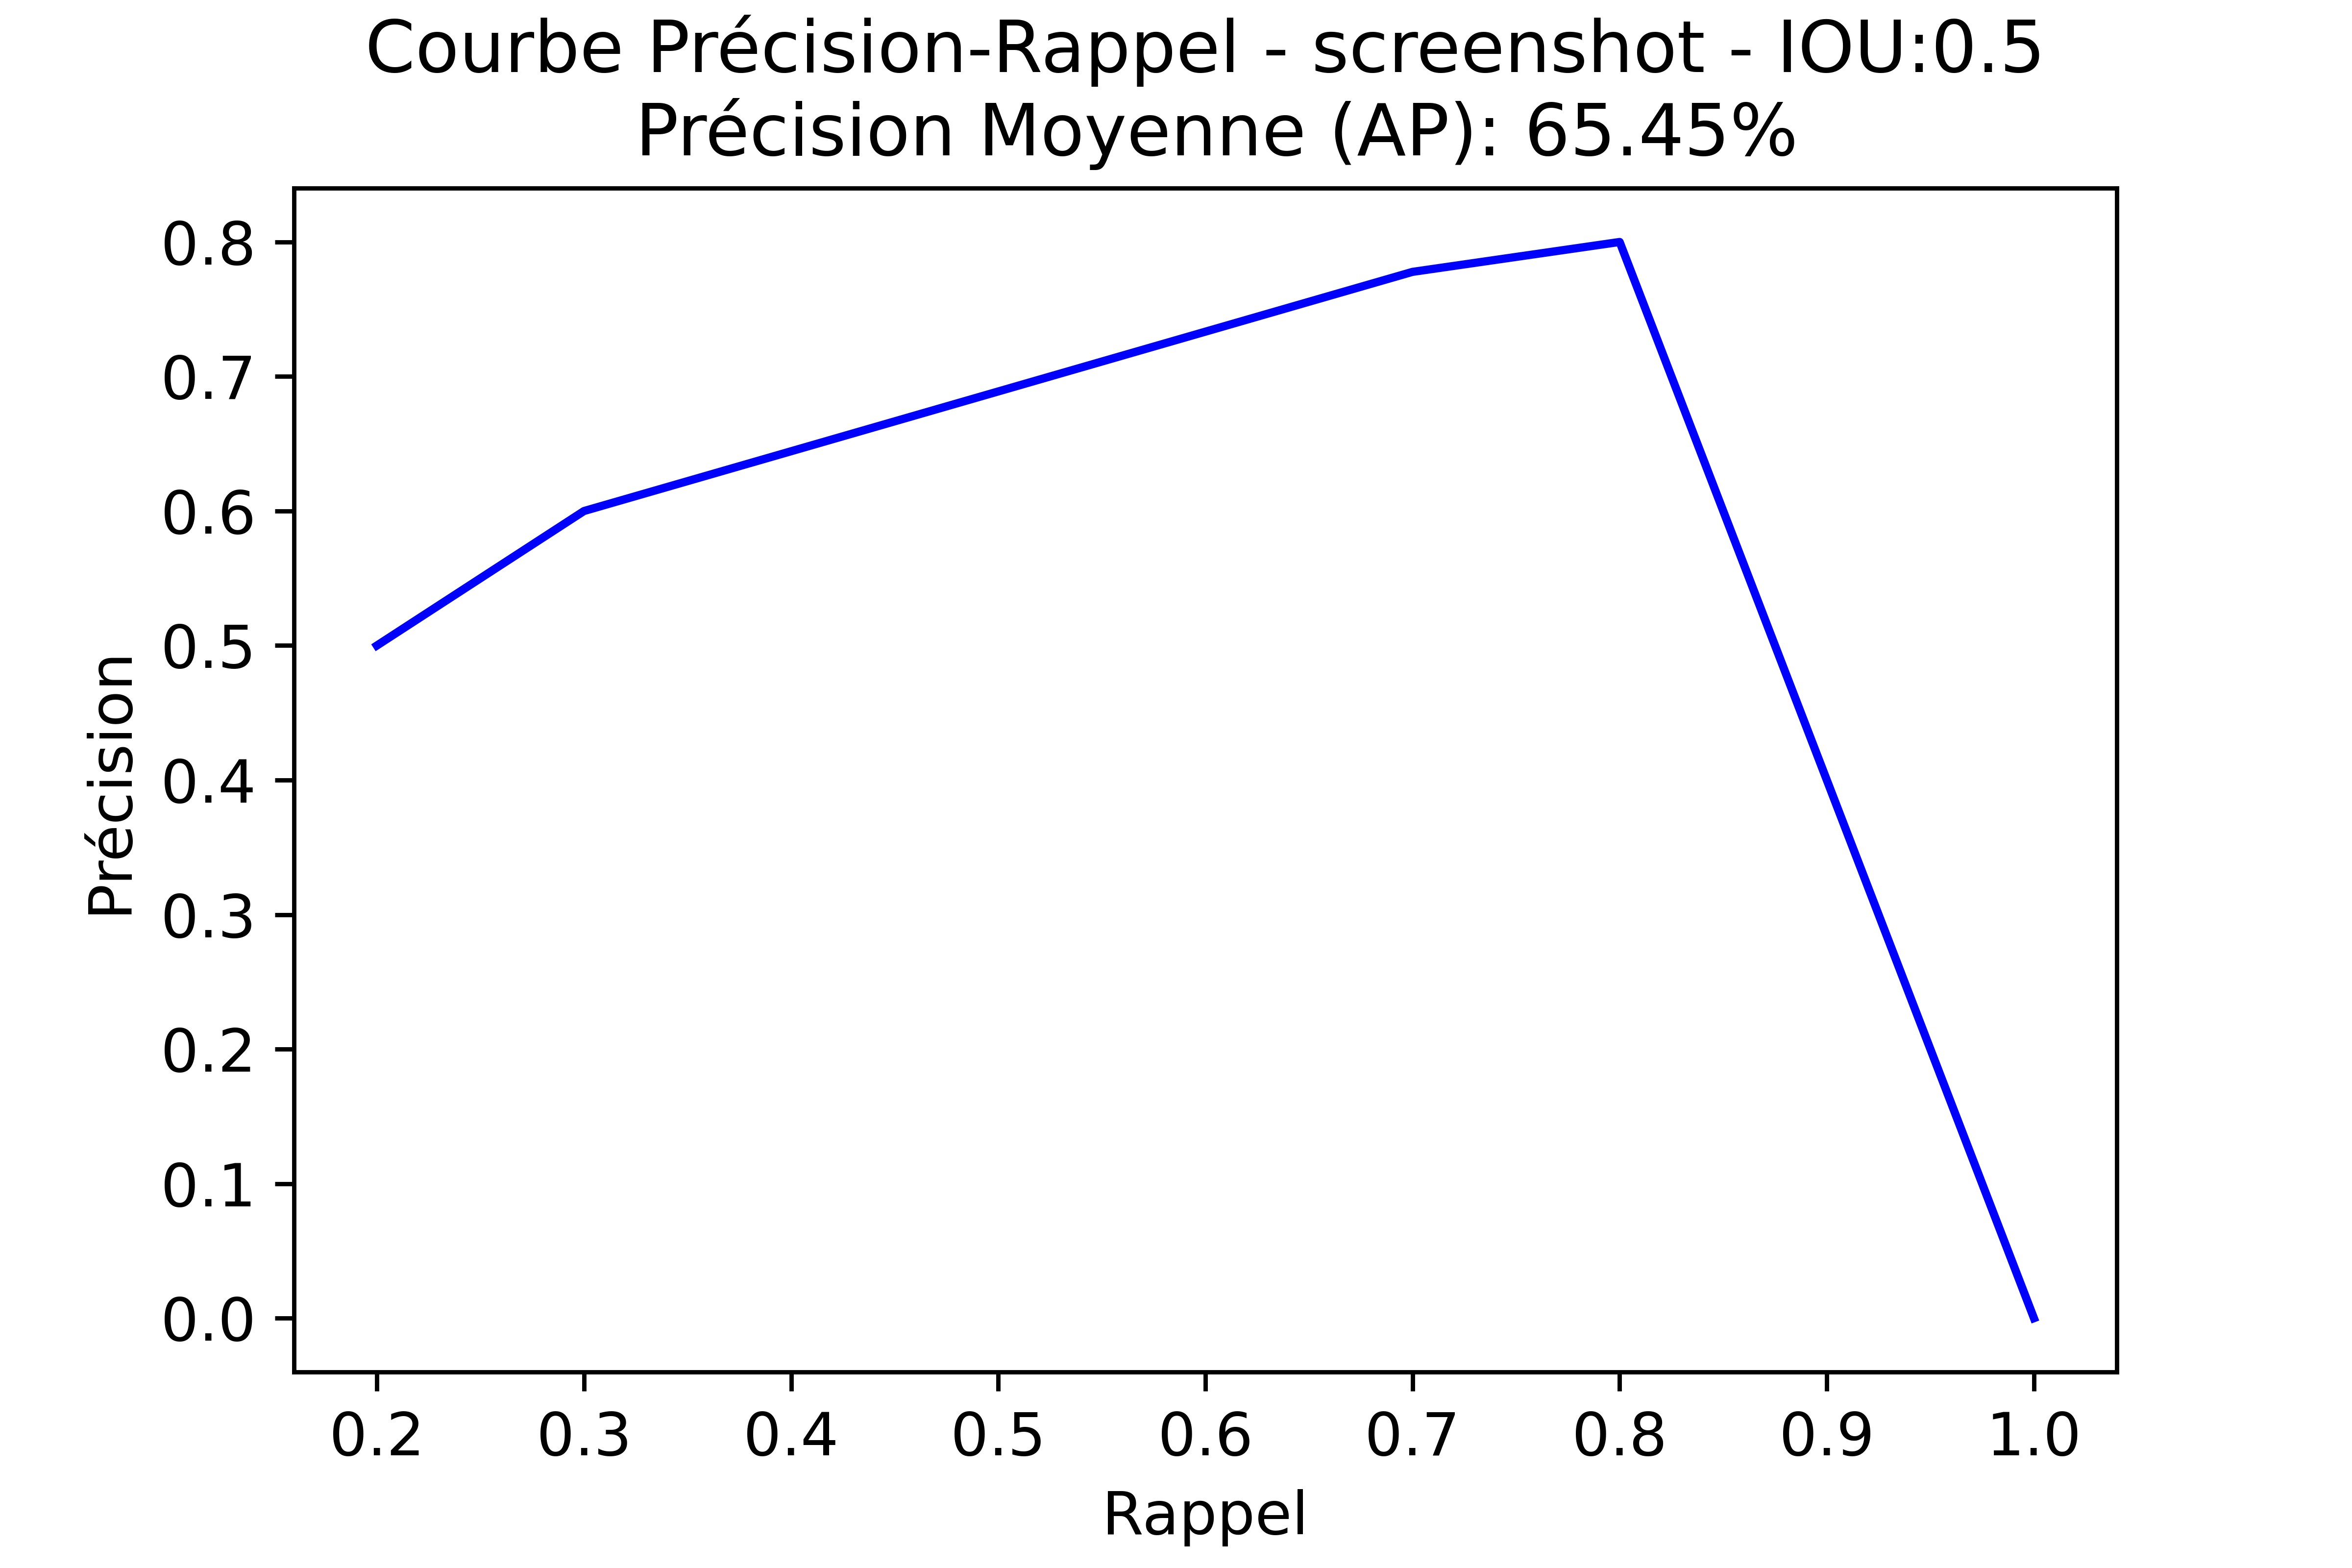 Courbe Précision-Rappel - screenshot - IOU:0.5
Précision Moyenne (AP): 65.45%
0.8
0.7
0.6
0.5
0.4
0.3
0.2
0.1
0.0
Précision
0.2 0.3 0.4 0.5 0.6 0.7 0.8 0.9 1.0
Rappel